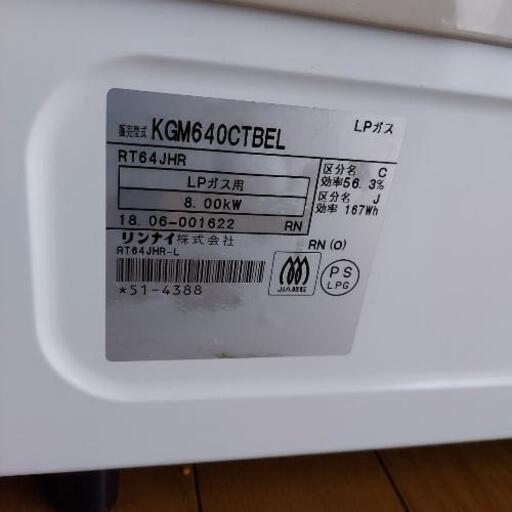 販売型式 KGM640CTBEL LPガス
RT64JHR
LPガス用
8.00kW
18.06-001622 RN
区分名 C
効率56.3%
区分名 J
効率 167Wh
リンナイ株式会社
RT64JHR-L
RN(O)
*51-4388
JIA認証
PS
LPG